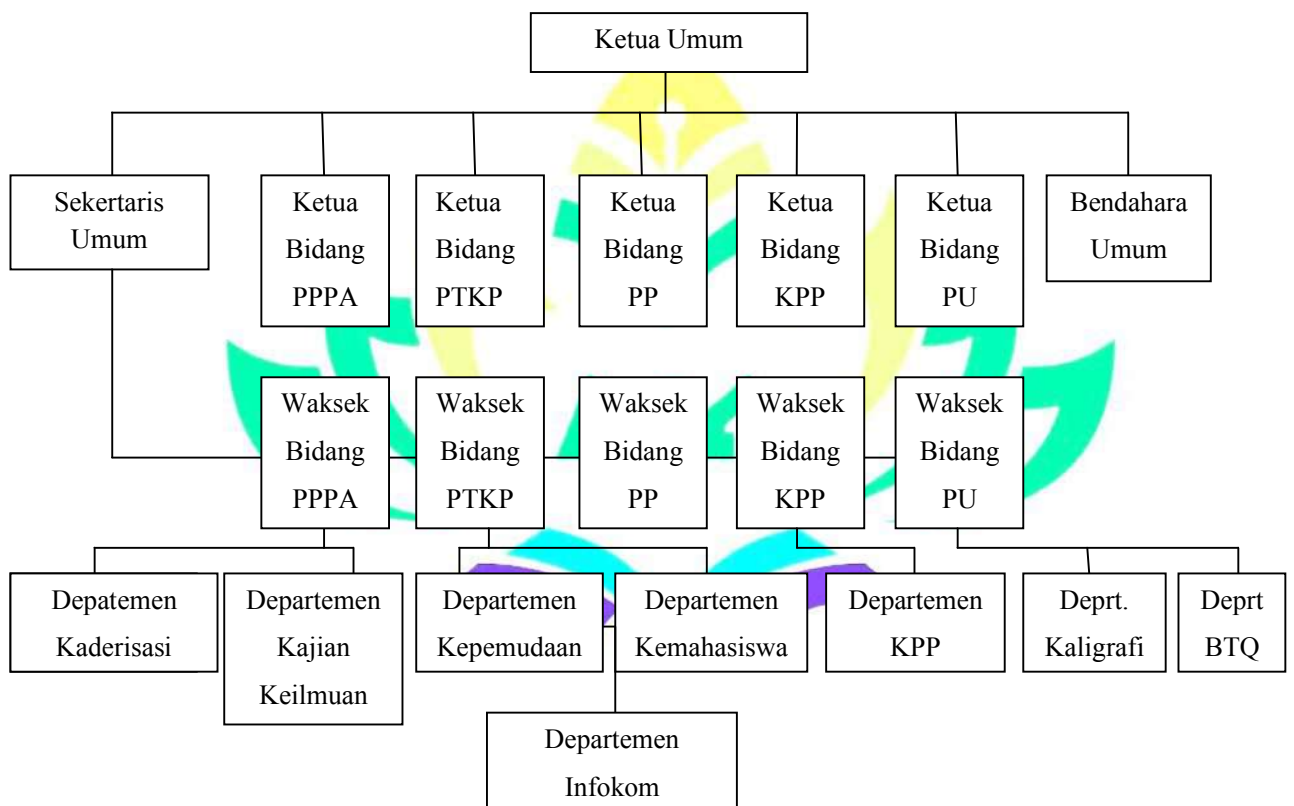 Ketua Umum
Sekertaris
Umum
Ketua
Bidang
PPPA
Ketua
Bidang
PTKP
Ketua
Bidang
PP
Ketua
Bidang
KPP
Ketua
Bidang
PU
Bendahara
Umum
Waksek
Bidang
PPPA
Waksek
Bidang
PTKP
Waksek
Bidang
PP
Waksek
Bidang
KPP
Waksek
Bidang
PU
Depatemen
Kaderisasi
Departemen
Kajian
Keilmuan
Departemen
Kepemudaan
Departemen
Kemahasiswa
Departemen
KPP
Deprt.
Kaligrafi
Deprt
BTQ
Departemen
Infokom